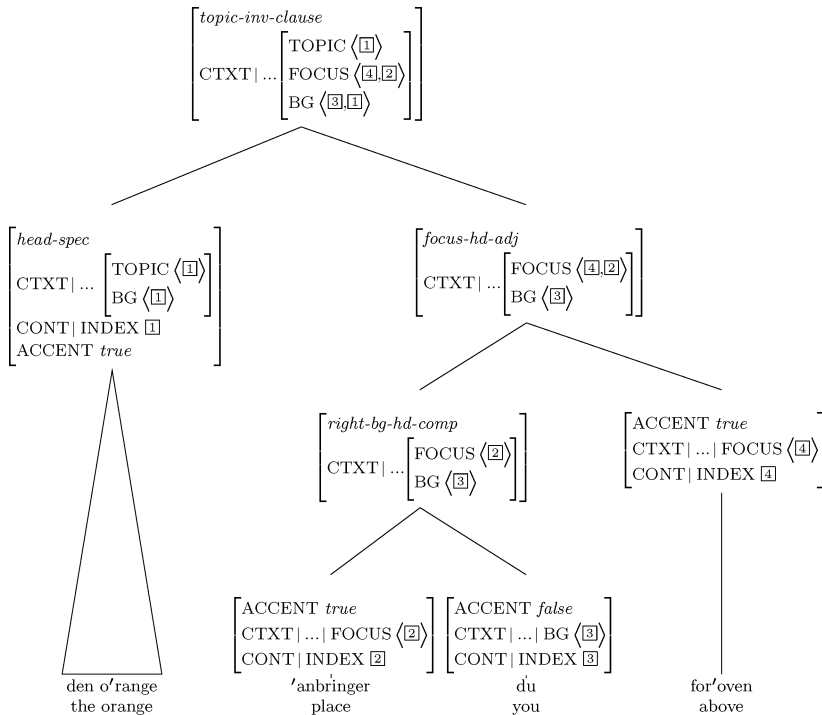 topic-inv-clause
TOPIC ⟨[1]⟩
CTXT | ... FOCUS ⟨[4],[2]⟩
BG ⟨[3],[1]⟩
head-spec
TOPIC ⟨[1]⟩
CTXT | ...
BG ⟨[1]⟩
CONT | INDEX [1]
ACCENT true
focus-hd-adj
FOCUS ⟨[4],[2]⟩
CTXT | ...
BG ⟨[3]⟩
right-bg-hd-comp
FOCUS ⟨[2]⟩
CTXT | ...
BG ⟨[3]⟩
ACCENT true
CTXT | ... | FOCUS ⟨[4]⟩
CONT | INDEX [4]
ACCENT true
CTXT | ... | FOCUS ⟨[2]⟩
CONT | INDEX [2]
ACCENT false
CTXT | ... | BG ⟨[3]⟩
CONT | INDEX [3]
den o′range
the orange
′anbringer
place
du
you
for′oven
above